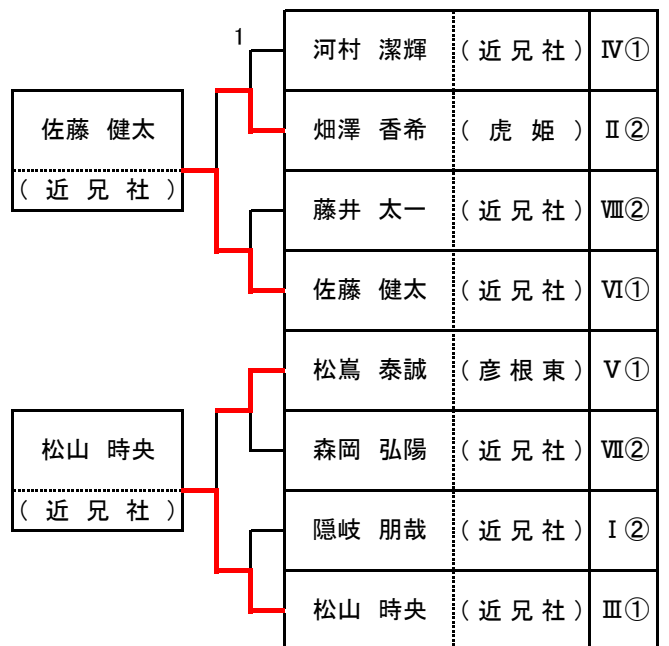 1
河村 潔輝 (近兄社) Ⅳ①
佐藤 健太
(近兄社)
畑澤 香希 (虎姫) Ⅱ②
藤井 太一 (近兄社) Ⅷ②
佐藤 健太 (近兄社) Ⅵ①
松嶌 泰誠 (彦根東) Ⅴ①
松山 時央
(近兄社)
森岡 弘陽 (近兄社) Ⅶ②
隠岐 朋哉 (近兄社) Ⅰ②
松山 時央 (近兄社) Ⅲ①